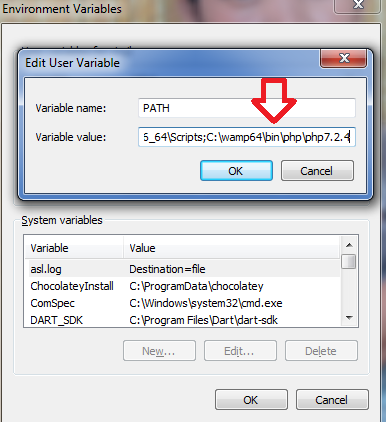 Environment Variables
Edit User Variable
Variable name: PATH
Variable value: 6_64\Scripts;C:\wamp64\bin\php\php7.2.4
OK Cancel
System variables
Variable Value
asl.log Destination=file
ChocolateyInstall C:\ProgramData\chocolatey
ComSpec C:\Windows\system32\cmd.exe
DART_SDK C:\Program Files\Dart\dart-sdk
New... Edit... Delete
OK Cancel